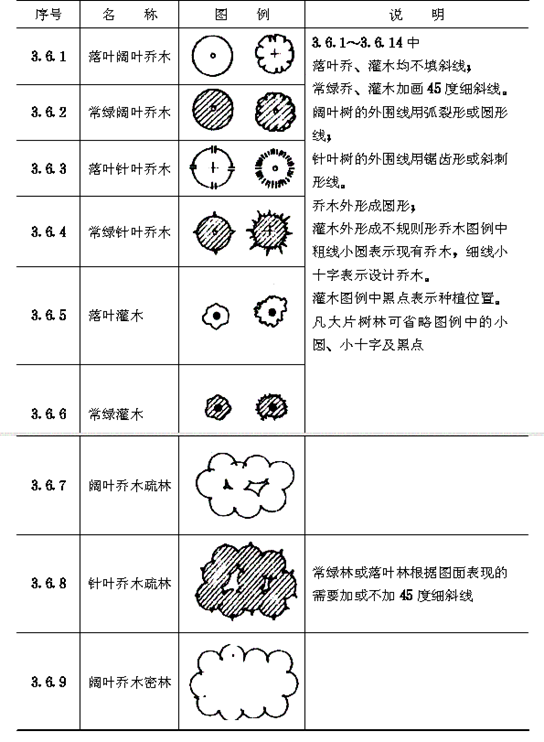 序号 名 称 图 例 说 明
3.6.1 落叶阔叶乔木
3.6.2 常绿阔叶乔木
3.6.3 落叶针叶乔木
3.6.4 常绿针叶乔木
3.6.5 落叶灌木
3.6.6 常绿灌木
3.6.1～3.6.14中
落叶乔、灌木均不填斜线；
常绿乔、灌木加画45度细斜线。
阔叶树的外围线用弧裂形或圆形
线；
针叶树的外围线用锯齿形或斜刺
形线。
乔木外形成圆形；
灌木外形成不规则形乔木图例中
粗线小圆表示现有乔木，细线小
十字表示设计乔木。
灌木图例中黑点表示种植位置。
凡大片树林可省略图例中的小
圆、小十字及黑点
3.6.7 阔叶乔木疏林
3.6.8 针叶乔木疏林
常绿林或落叶林根据图面表现的
需要加或不加45度细斜线
3.6.9 阔叶乔木密林